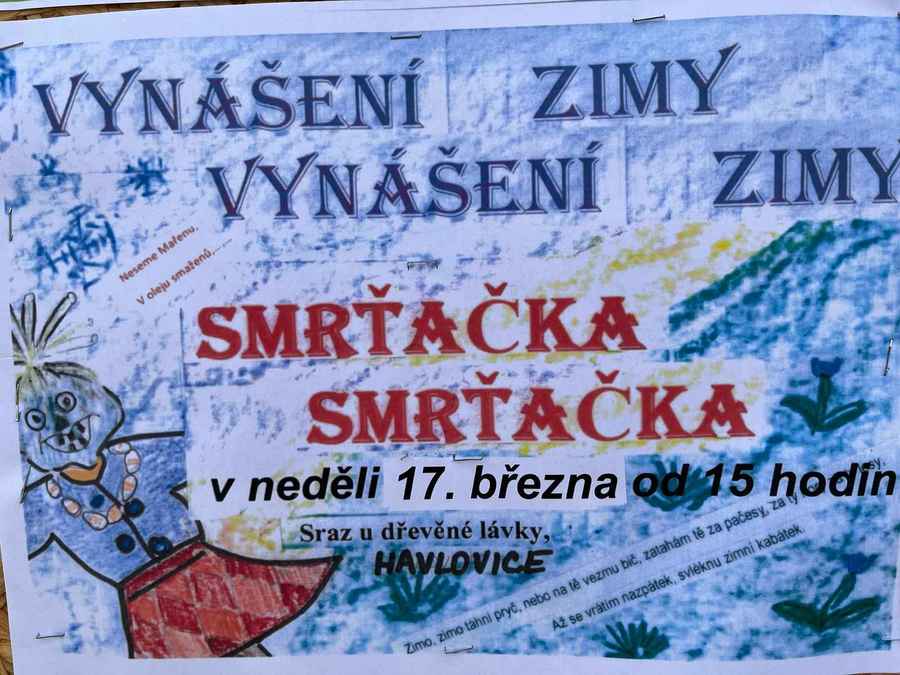 VYNÁŠENÍ ZIMY
VYNÁŠENÍ ZIMY
Neseme Mařenu,
V oleju smaženů,......
SMRŤAČKA
SMRŤAČKA
v neděli 17. března od 15 hodin
Sraz u dřevěné lávky,
HAVLOVICE
Zimo, zimo táhni pryč, nebo na tě vezmu bič, zatahám tě za pačesy, za ty
Až se vrátím nazpátek, svléknu zimní kabátek.